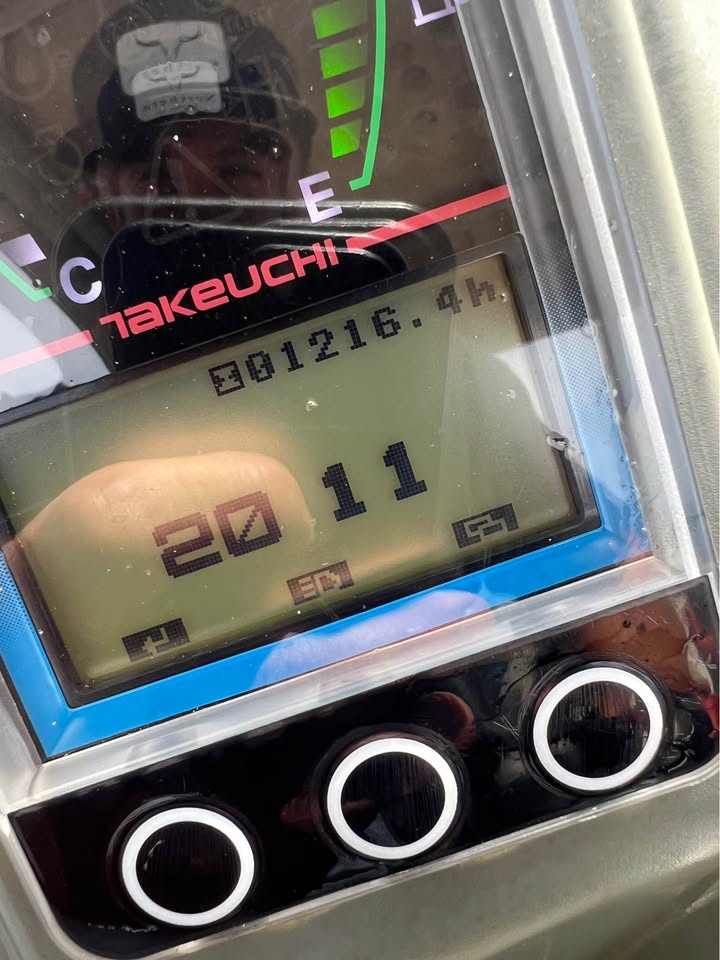 E
C
TAKEUCHI
01216.4h
20 11